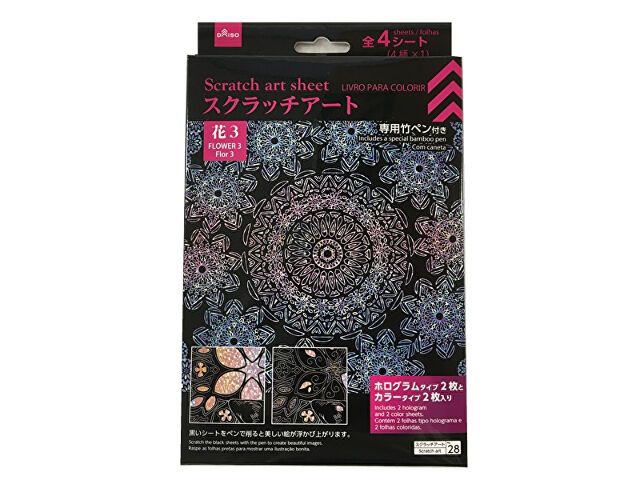 DAISO
sheets / folhas
全4シート
(4柄×1)
Scratch art sheet
LIVRO PARA COLORIR
スクラッチアート
花3
FLOWER 3
Flor 3
専用竹ペン付き
Includes a special bamboo pen
Com caneta
ホログラムタイプ2枚と
カラータイプ2枚入り
Includes 2 hologram
and 2 color sheets.
Contém 2 folhas tipo holograma e
2 folhas coloridas.
黒いシートをペンで削ると美しい絵が浮かび上がります。
Scratch the black sheets with the pen to create beautiful images.
Raspe as folhas pretas para mostrar uma ilustração bonita.
スクラッチアート
Scratch art
28